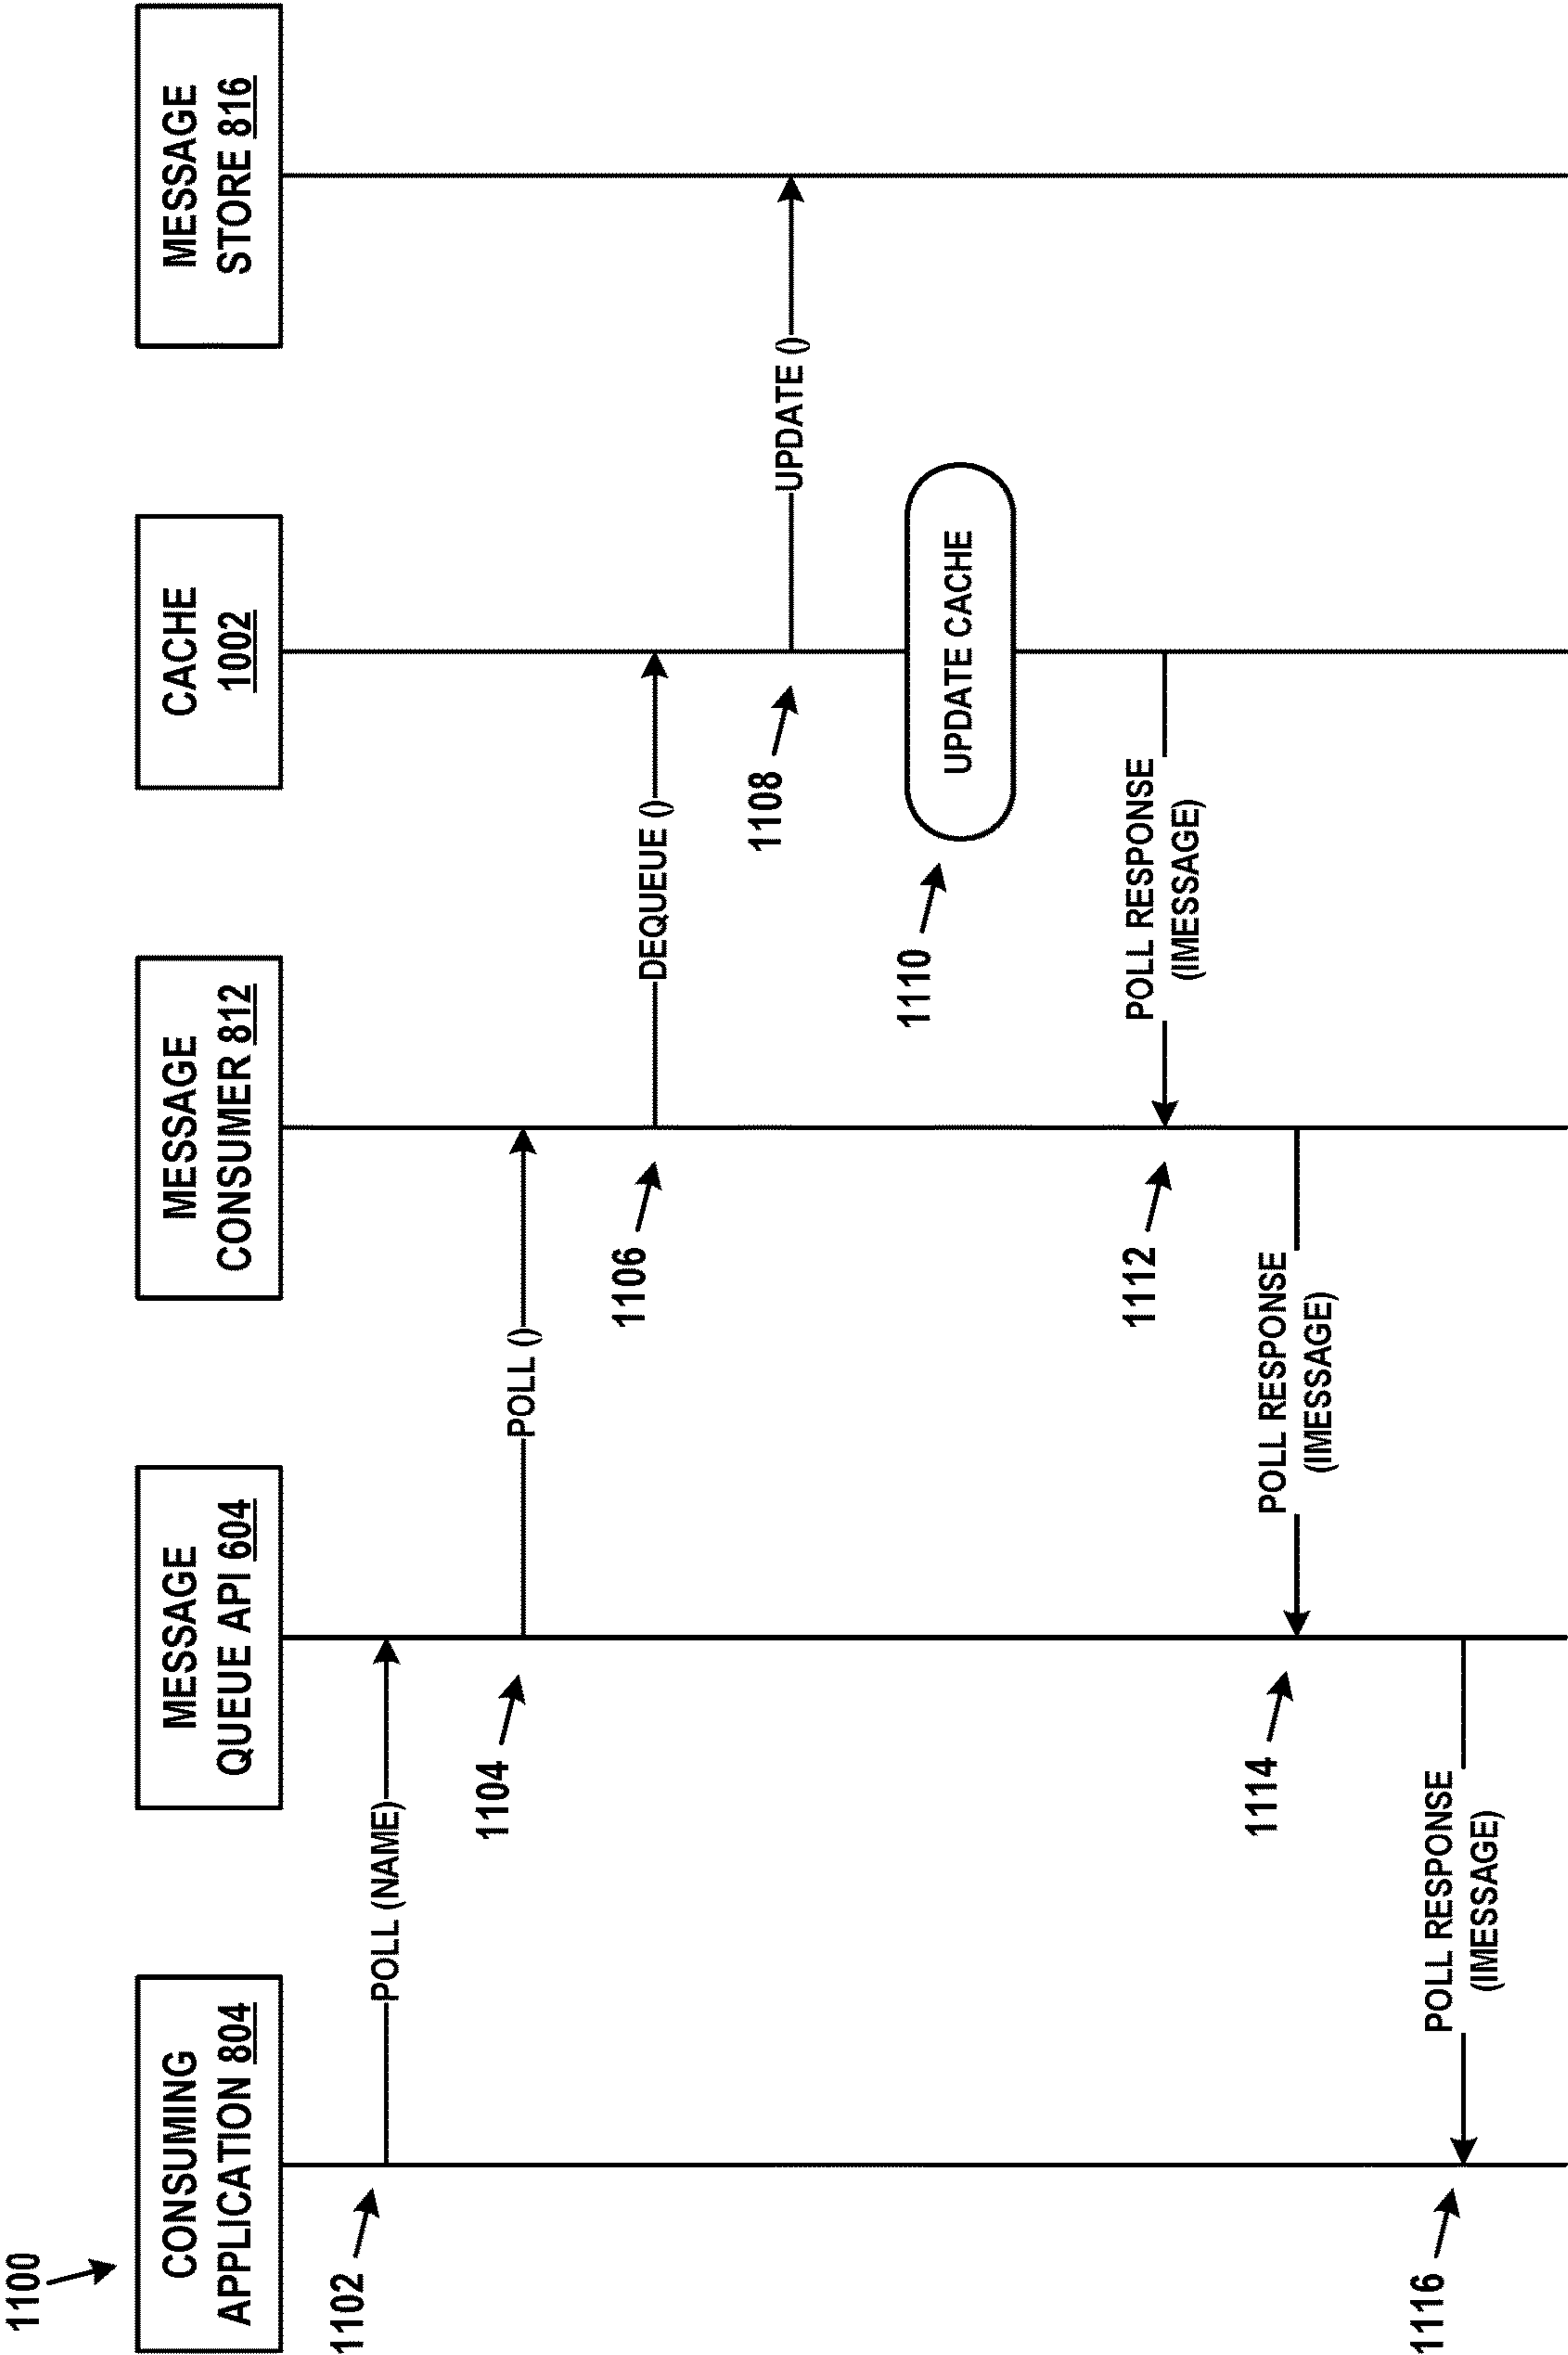 1100
CONSUMING
APPLICATION 804
MESSAGE
QUEUE API 604
MESSAGE
CONSUMER 812
CACHE
1002
MESSAGE
STORE 816
1102
POLL (NAME)
1104
POLL ()
1106
DEQUEUE ()
1108
UPDATE ()
1110
UPDATE CACHE
1112
POLL RESPONSE
(IMESSAGE)
1114
POLL RESPONSE
(IMESSAGE)
1116
POLL RESPONSE
(IMESSAGE)